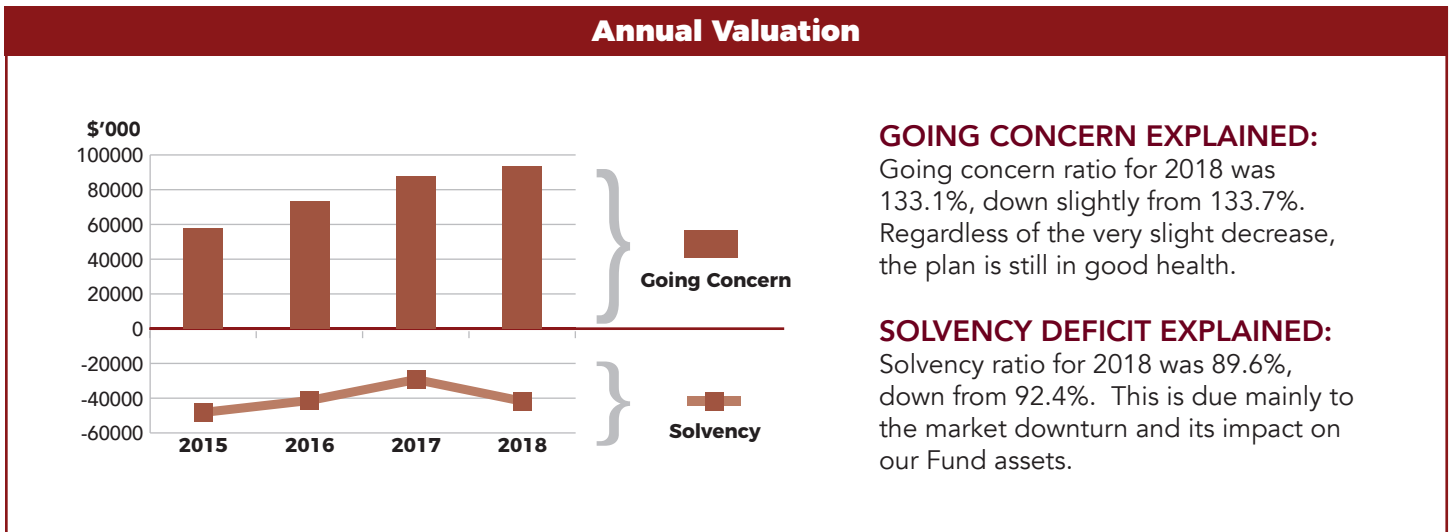 Annual Valuation
$'000
100000
80000
60000
40000
20000
0
-20000
-40000
-60000
2015 2016 2017 2018
Going Concern
Solvency
GOING CONCERN EXPLAINED:
Going concern ratio for 2018 was
133.1%, down slightly from 133.7%.
Regardless of the very slight decrease,
the plan is still in good health.
SOLVENCY DEFICIT EXPLAINED:
Solvency ratio for 2018 was 89.6%,
down from 92.4%.  This is due mainly to
the market downturn and its impact on
our Fund assets.